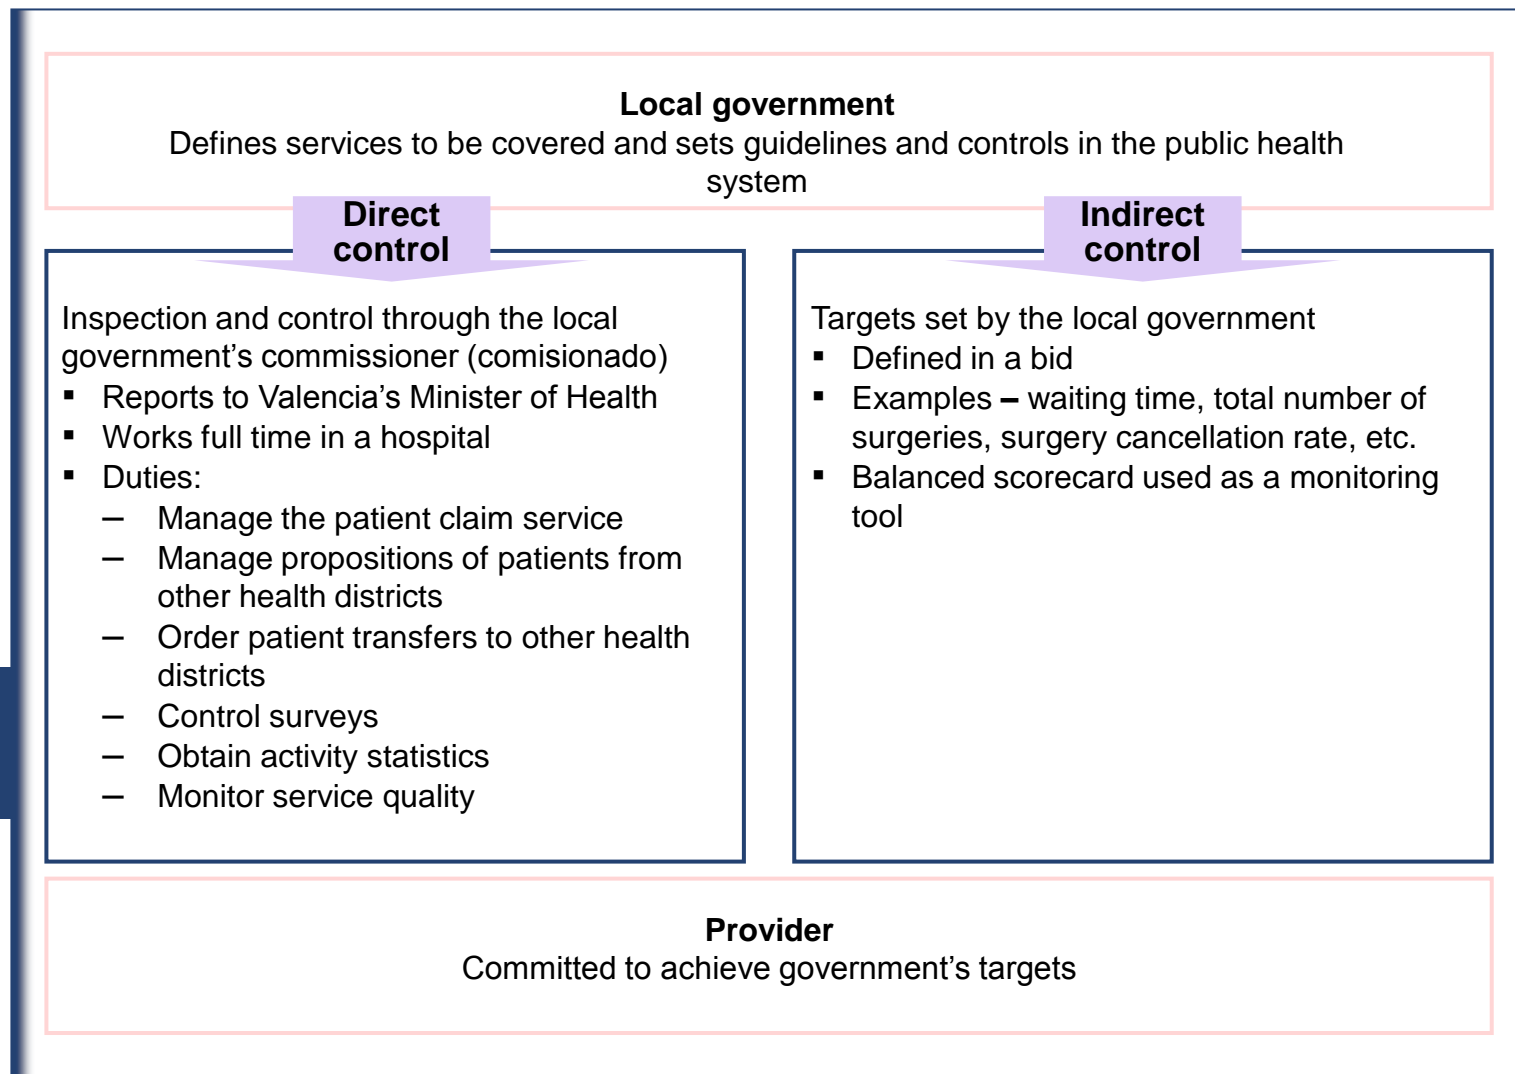 Local government
Defines services to be covered and sets guidelines and controls in the public health
system
Direct
control
Inspection and control through the local
government’s commissioner (comisionado)
▪ Reports to Valencia’s Minister of Health
▪ Works full time in a hospital
▪ Duties:
– Manage the patient claim service
– Manage propositions of patients from
other health districts
– Order patient transfers to other health
districts
– Control surveys
– Obtain activity statistics
– Monitor service quality
Indirect
control
Targets set by the local government
▪ Defined in a bid
▪ Examples – waiting time, total number of
surgeries, surgery cancellation rate, etc.
▪ Balanced scorecard used as a monitoring
tool
Provider
Committed to achieve government’s targets